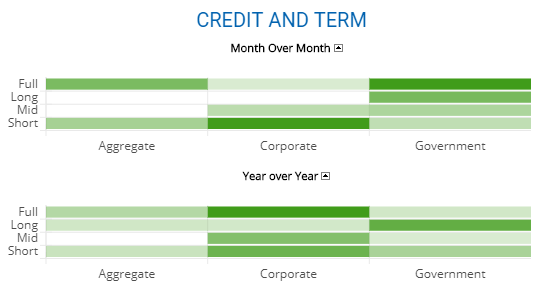 CREDIT AND TERM
Month Over Month
Full
Long
Mid
Short
Aggregate Corporate Government
Year over Year
Full
Long
Mid
Short
Aggregate Corporate Government